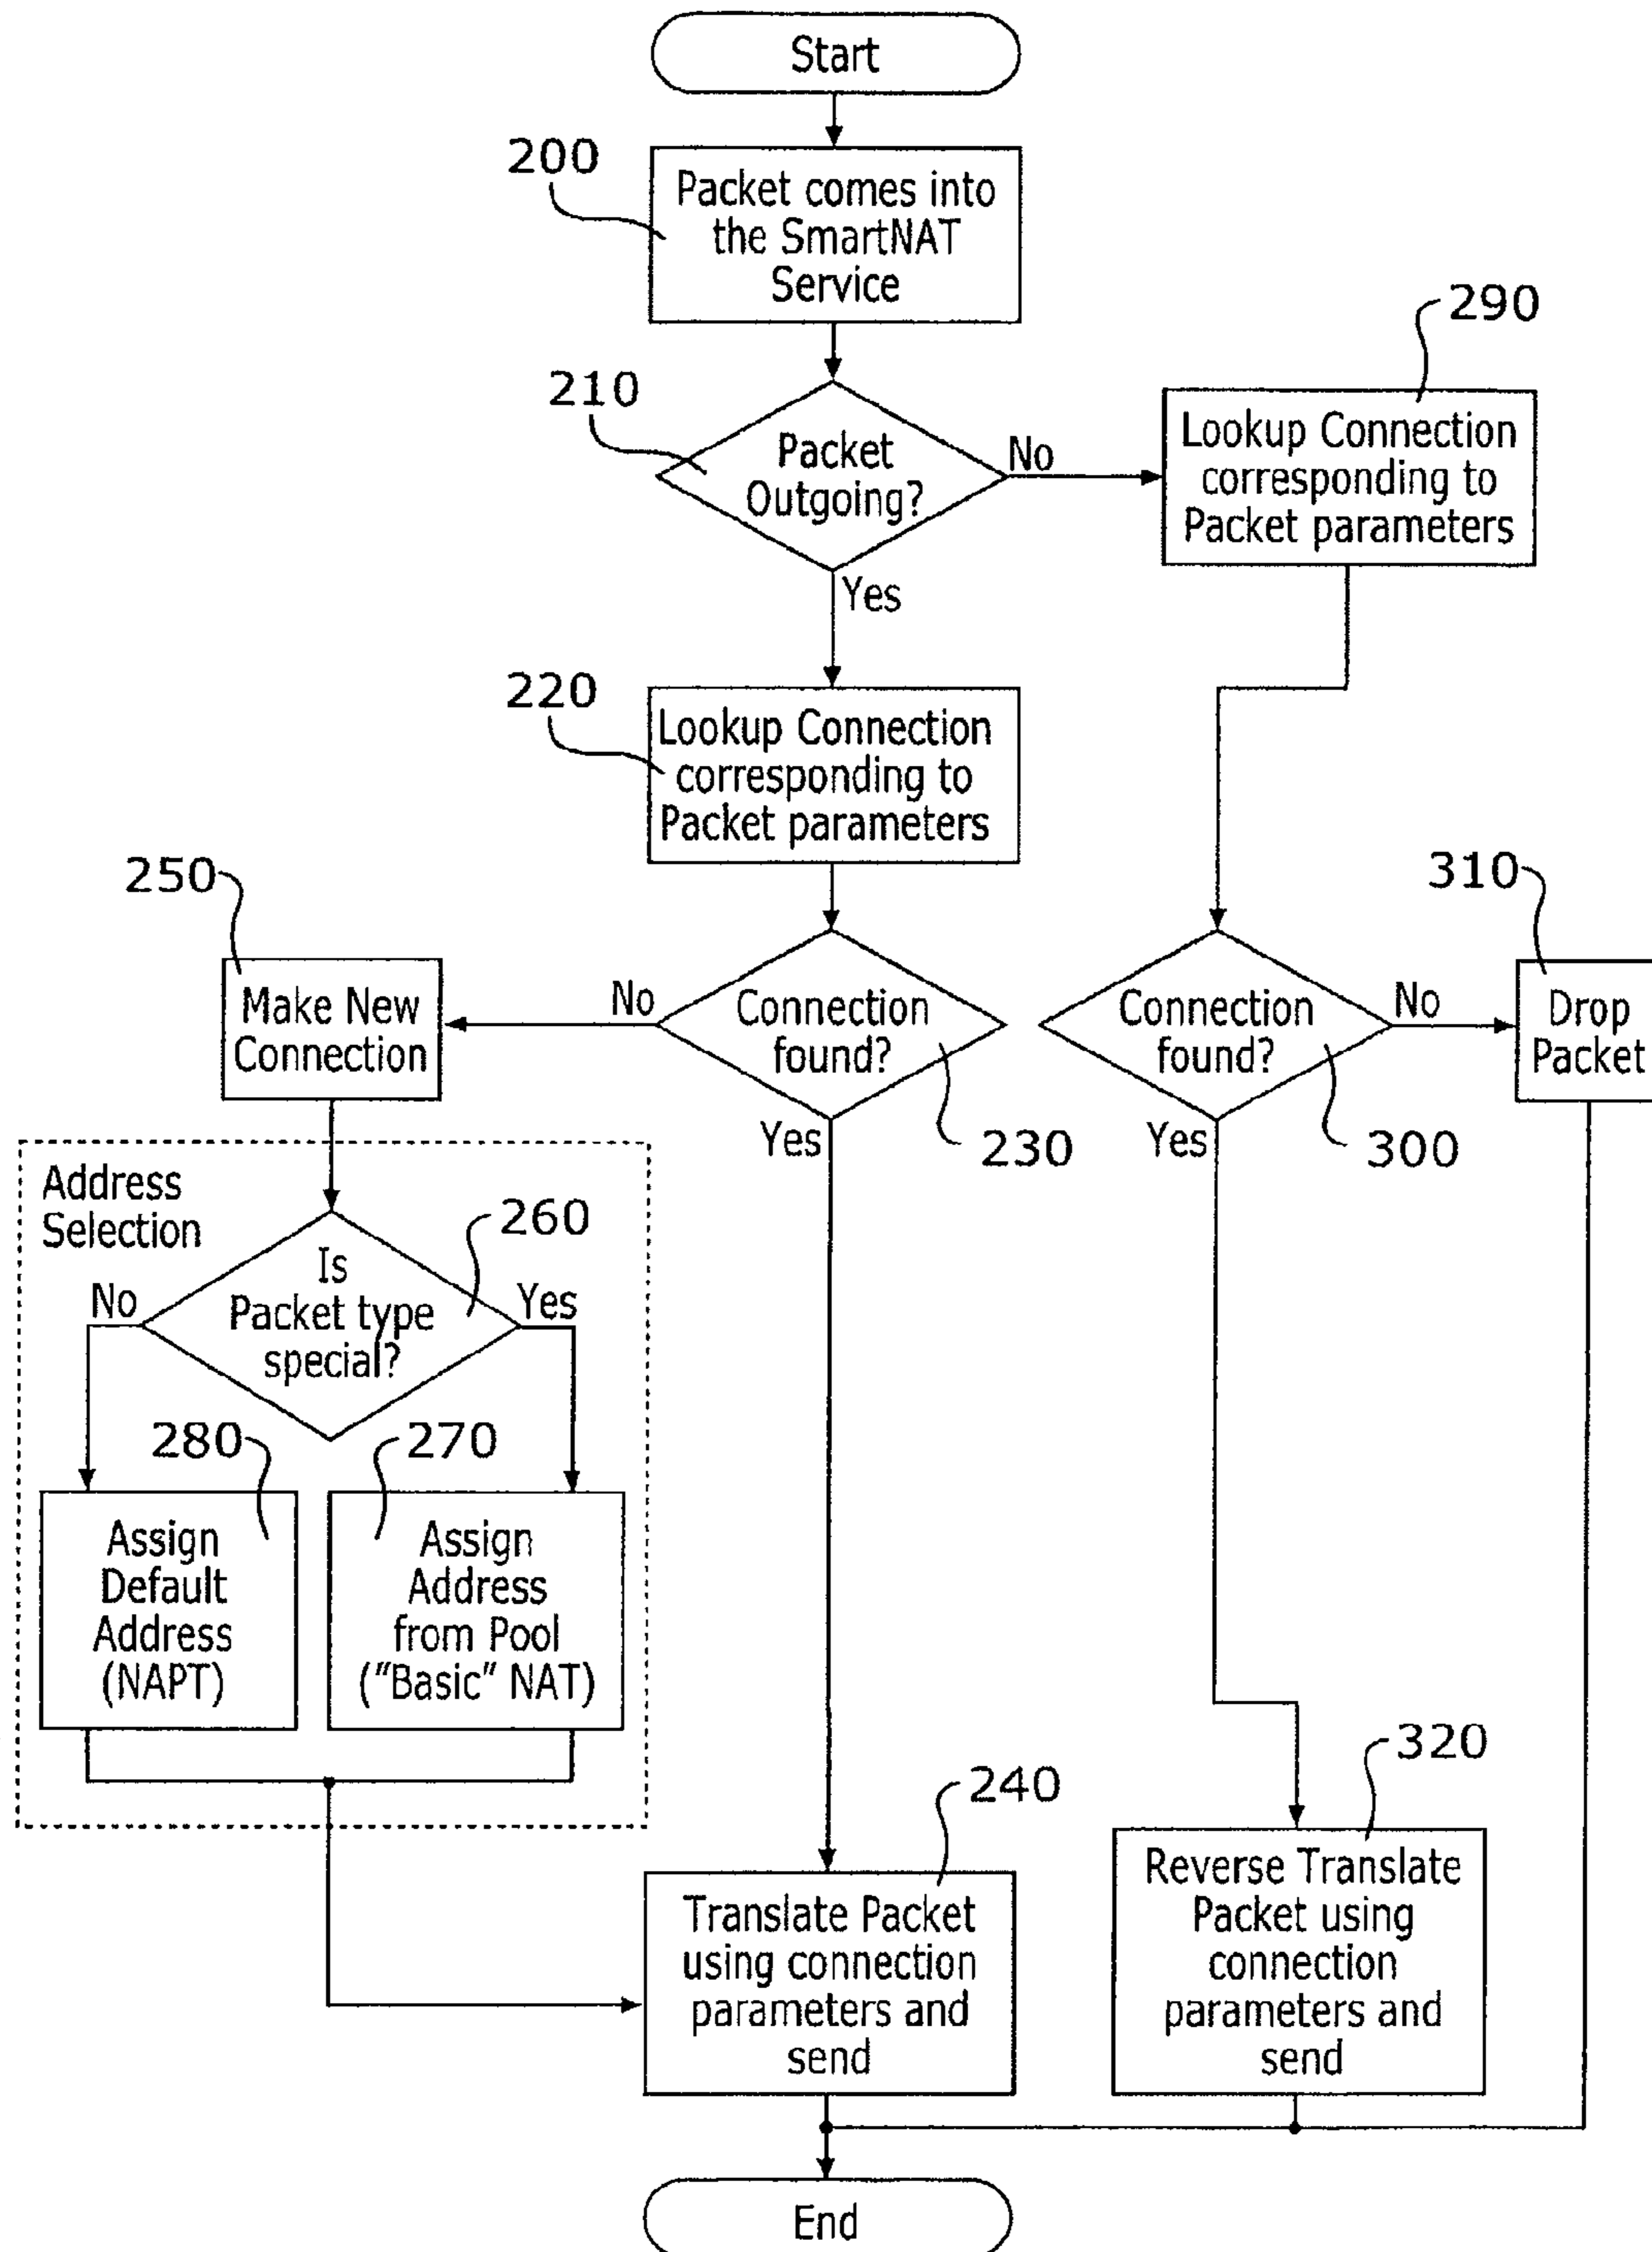 Start
200
Packet comes into
the SmartNAT
Service
290
210
Packet
Outgoing?
No
Lookup Connection
corresponding to
Packet parameters
Yes
220
Lookup Connection
corresponding to
Packet parameters
250
310
Make New
Connection
No
Connection
found?
Connection
found?
No
Drop
Packet
Yes
230
Yes
300
Address
Selection
260
No
Is
Packet type
special?
Yes
280
270
Assign
Default
Address
(NAPT)
Assign
Address
from Pool
("Basic" NAT)
320
240
Translate Packet
using connection
parameters and
send
Reverse Translate
Packet using
connection
parameters and
send
End